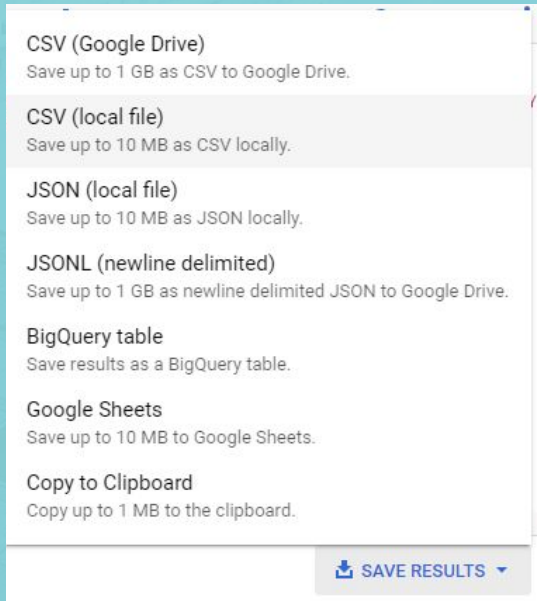 CSV (Google Drive)
Save up to 1 GB as CSV to Google Drive.
CSV (local file)
Save up to 10 MB as CSV locally.
JSON (local file)
Save up to 10 MB as JSON locally.
JSONL (newline delimited)
Save up to 1 GB as newline delimited JSON to Google Drive.
BigQuery table
Save results as a BigQuery table.
Google Sheets
Save up to 10 MB to Google Sheets.
Copy to Clipboard
Copy up to 1 MB to the clipboard.
SAVE RESULTS